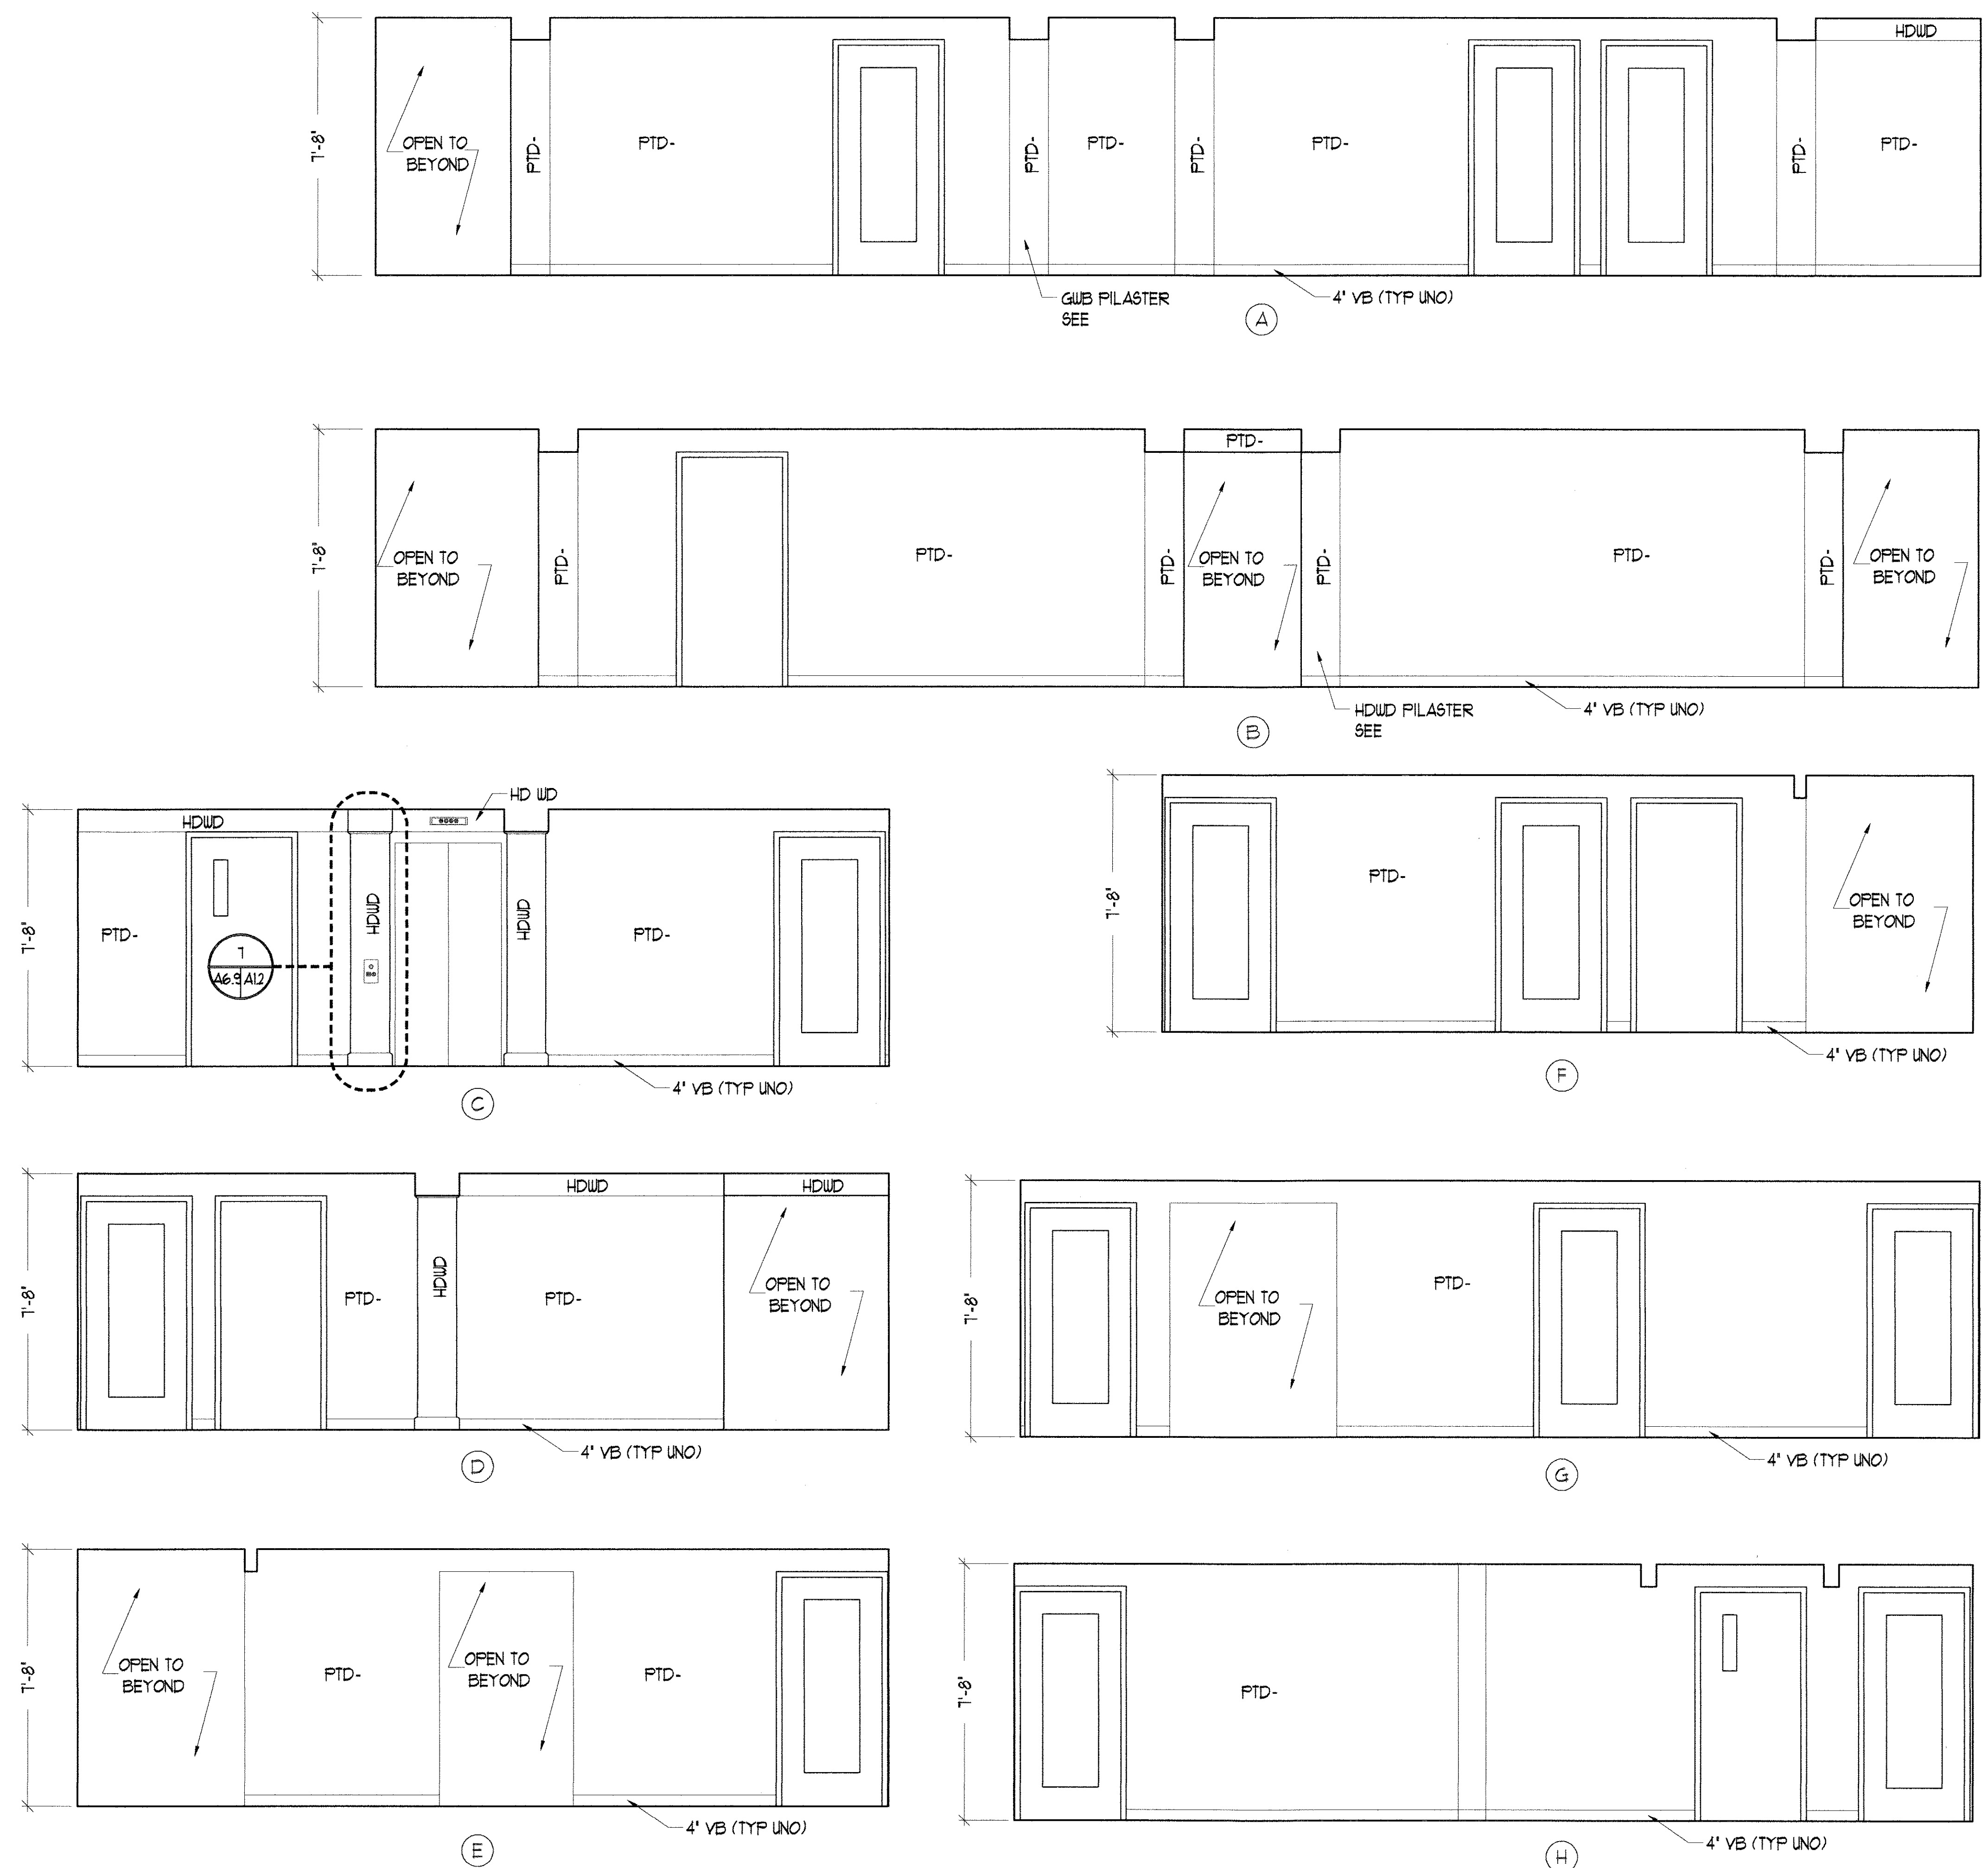 HDWD
7'-8"
OPEN TO
BEYOND
PTD-
PTD-
PTD-
PTD-
PTD-
PTD-
PTD-
PTD-
GWB PILASTER
SEE
4" VB (TYP UNO)
A
PTD-
7'-8"
OPEN TO
BEYOND
PTD-
PTD-
PTD-
OPEN TO
BEYOND
PTD-
PTD-
PTD-
OPEN TO
BEYOND
HDWD PILASTER
SEE
4" VB (TYP UNO)
B
HD WD
HDWD
7'-8"
PTD-
HDWD
HDWD
PTD-
7
A6.9 A1.2
4" VB (TYP UNO)
C
7'-8"
PTD-
OPEN TO
BEYOND
4" VB (TYP UNO)
F
HDWD
HDWD
7'-8"
PTD-
HDWD
PTD-
OPEN TO
BEYOND
4" VB (TYP UNO)
D
7'-8"
OPEN TO
BEYOND
PTD-
4" VB (TYP UNO)
G
7'-8"
OPEN TO
BEYOND
PTD-
OPEN TO
BEYOND
PTD-
4" VB (TYP UNO)
E
7'-8"
PTD-
4" VB (TYP UNO)
H